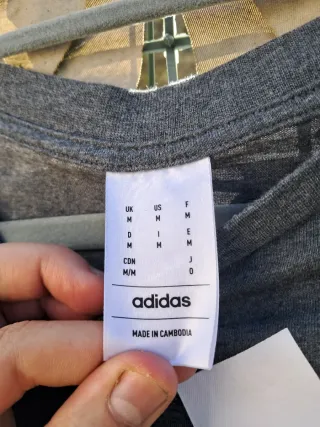 UK US F
M M M
D I E
M M M
CDN J
M/M O
adidas
MADE IN CAMBODIA